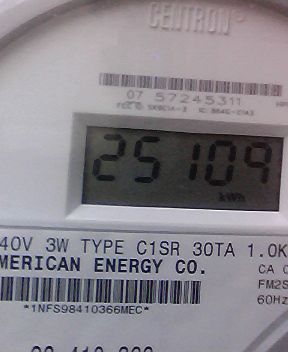 CENTRON
07 57245311
25109
kWh
40V 3W TYPE C1SR 30TA 1.0K
MERICAN ENERGY CO.
CA 0
FM2S
60Hz
*1NFS98410366MEC*